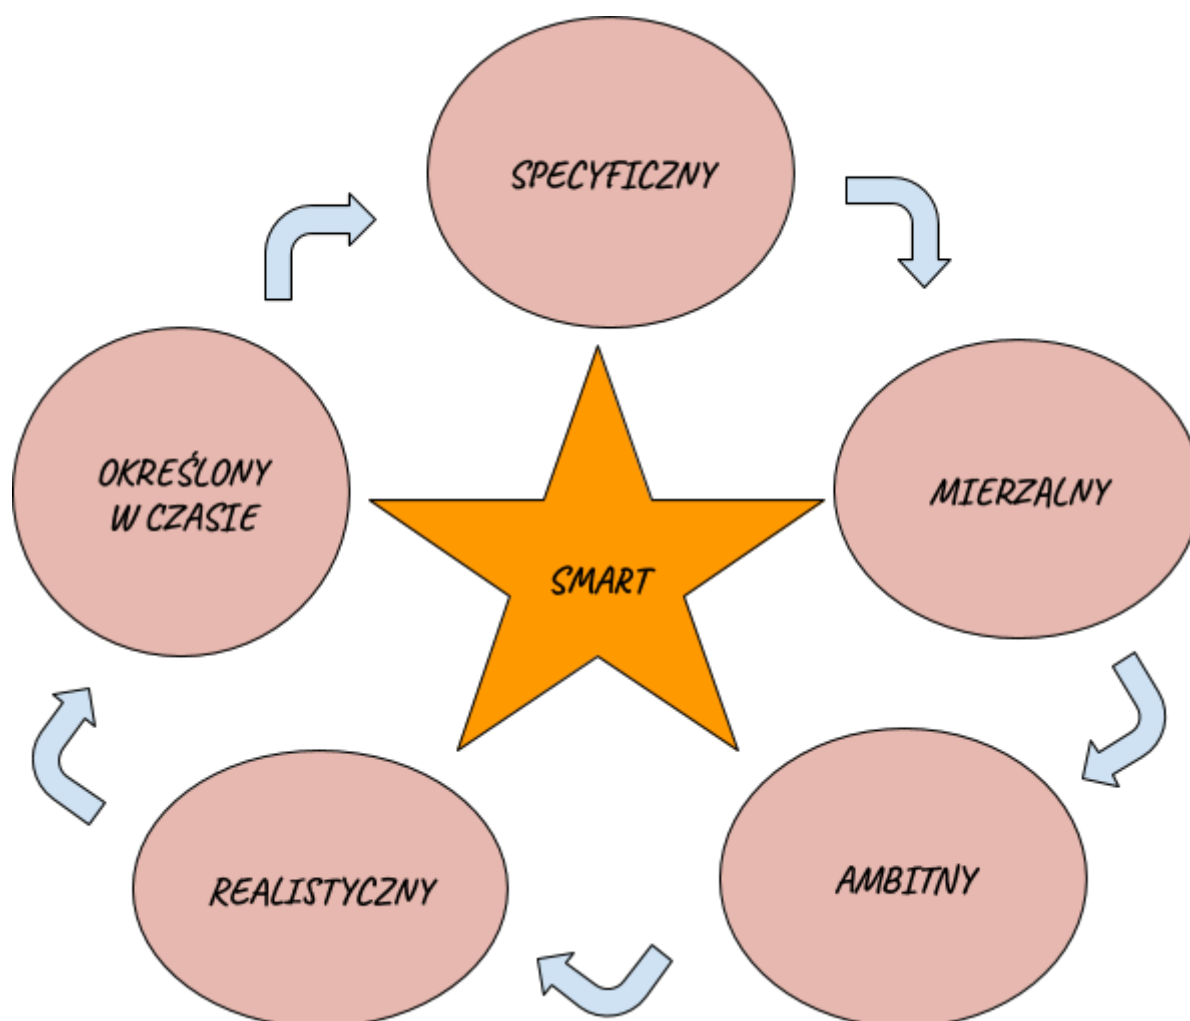 SPECYFICZNY
MIERZALNY
AMBITNY
REALISTYCZNY
OKREŚLONY
W CZASIE
SMART